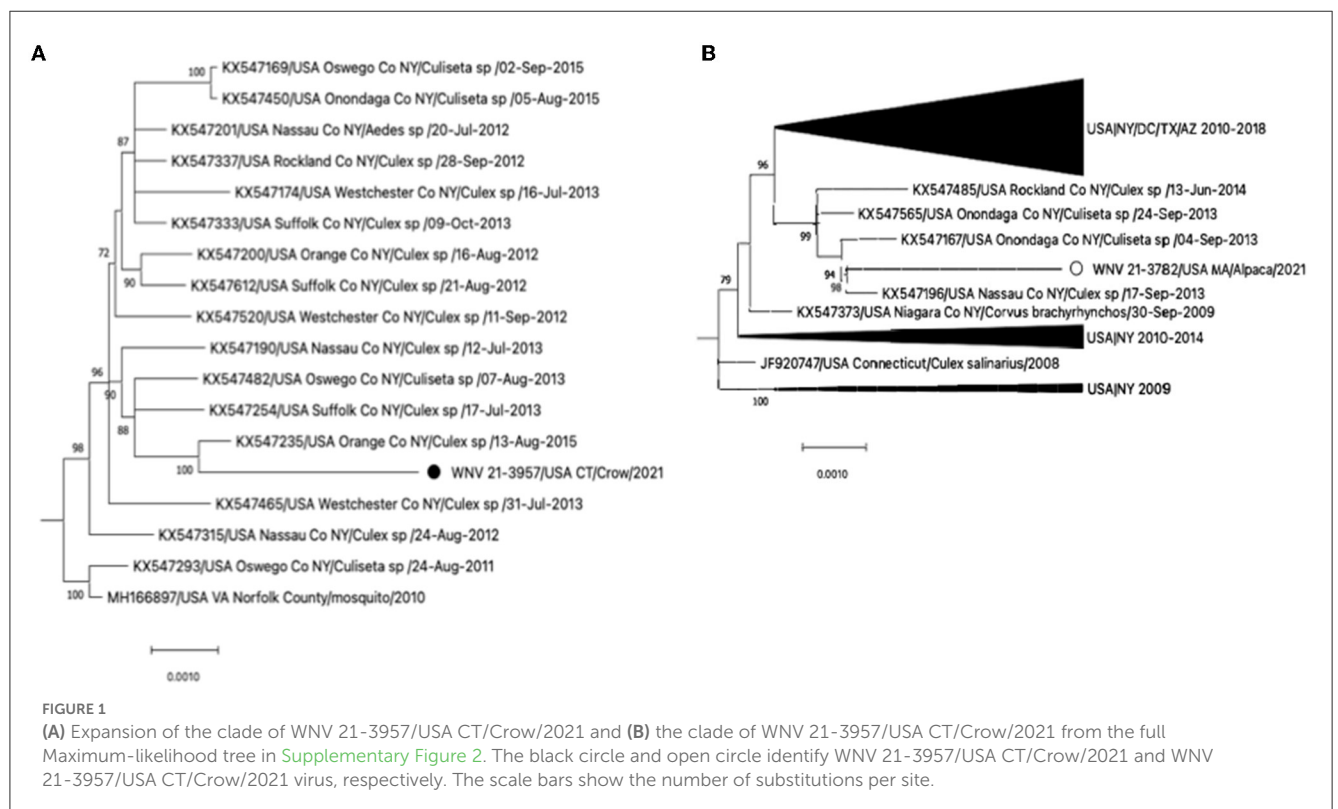 A
100
KX547169/USA Oswego Co NY/Culiseta sp /02-Sep-2015
KX547450/USA Onondaga Co NY/Culiseta sp /05-Aug-2015
87
KX547201/USA Nassau Co NY/Aedes sp /20-Jul-2012
KX547337/USA Rockland Co NY/Culex sp /28-Sep-2012
KX547174/USA Westchester Co NY/Culex sp /16-Jul-2013
KX547333/USA Suffolk Co NY/Culex sp /09-Oct-2013
72
KX547200/USA Orange Co NY/Culex sp /16-Aug-2012
90
KX547612/USA Suffolk Co NY/Culex sp /21-Aug-2012
KX547520/USA Westchester Co NY/Culex sp /11-Sep-2012
KX547190/USA Nassau Co NY/Culex sp /12-Jul-2013
96
90
KX547482/USA Oswego Co NY/Culiseta sp /07-Aug-2013
KX547254/USA Suffolk Co NY/Culex sp /17-Jul-2013
88
98
KX547235/USA Orange Co NY/Culex sp /13-Aug-2015
100
WNV 21-3957/USA CT/Crow/2021
KX547465/USA Westchester Co NY/Culex sp /31-Jul-2013
KX547315/USA Nassau Co NY/Culex sp /24-Aug-2012
KX547293/USA Oswego Co NY/Culiseta sp /24-Aug-2011
100
MH166897/USA VA Norfolk County/mosquito/2010
0.0010
B
USA|NY/DC/TX/AZ 2010-2018
96
KX547485/USA Rockland Co NY/Culex sp /13-Jun-2014
KX547565/USA Onondaga Co NY/Culiseta sp /24-Sep-2013
99
KX547167/USA Onondaga Co NY/Culiseta sp /04-Sep-2013
94
WNV 21-3782/USA MA/Alpaca/2021
98
79
KX547196/USA Nassau Co NY/Culex sp /17-Sep-2013
KX547373/USA Niagara Co NY/Corvus brachyrhynchos/30-Sep-2009
USA|NY 2010-2014
JF920747/USA Connecticut/Culex salinarius/2008
USA|NY 2009
100
0.0010
FIGURE 1
(A) Expansion of the clade of WNV 21-3957/USA CT/Crow/2021 and (B) the clade of WNV 21-3957/USA CT/Crow/2021 from the full
Maximum-likelihood tree in Supplementary Figure 2. The black circle and open circle identify WNV 21-3957/USA CT/Crow/2021 and WNV
21-3957/USA CT/Crow/2021 virus, respectively. The scale bars show the number of substitutions per site.